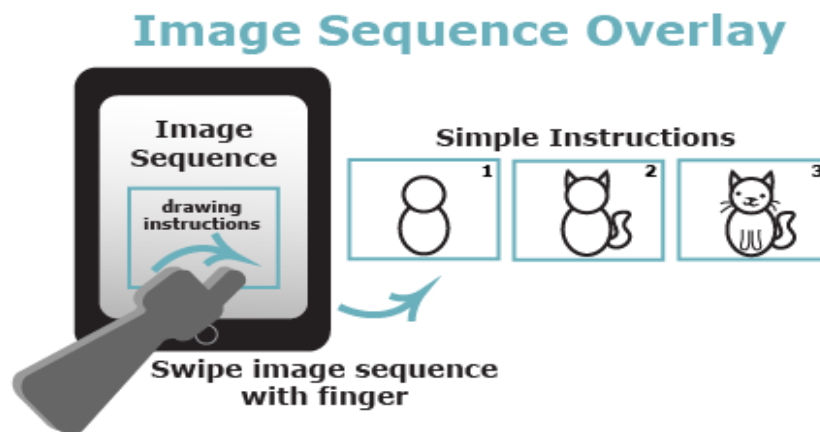 Image Sequence Overlay
Image
Sequence
drawing
instructions
Simple Instructions
1
2
3
Swipe image sequence
with finger